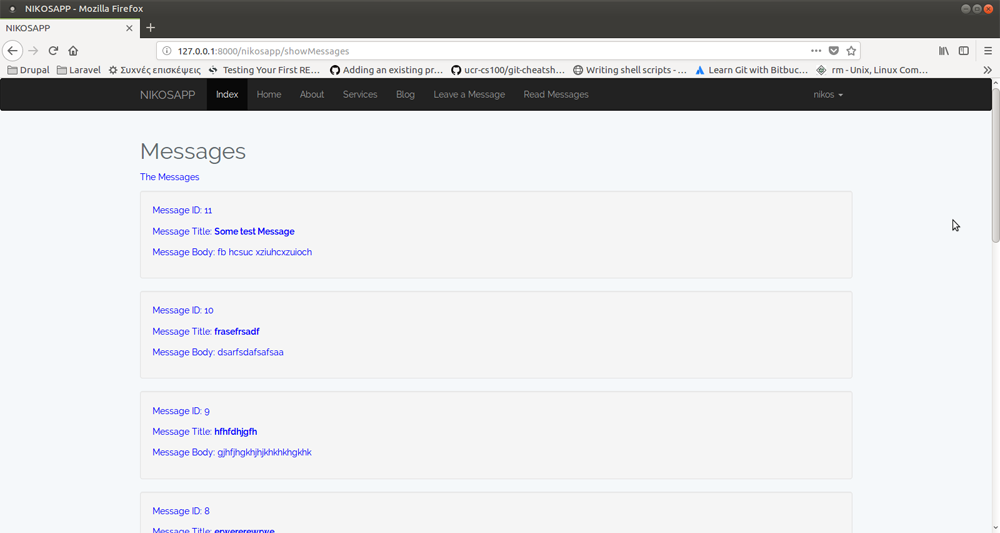 NIKOSAPP - Mozilla Firefox
NIKOSAPP
127.0.0.1:8000/nikosapp/showMessages
Drupal Laravel Συχνές επισκέψεις Testing Your First RE... Adding an existing pr... ucr-cs100/git-cheatsh... Writing shell scripts - ... Learn Git with Bitbuc... rm - Unix, Linux Com...
NIKOSAPP Index Home About Services Blog Leave a Message Read Messages nikos
Messages
The Messages
Message ID: 11
Message Title: Some test Message
Message Body: fb hcsuc xziuhcxzuioch
Message ID: 10
Message Title: frasefrsadf
Message Body: dsarfsdafsafsaa
Message ID: 9
Message Title: hfhfdhjgfh
Message Body: gjhfjhgkhjhjkhkhkhgkhk
Message ID: 8
Message Title: